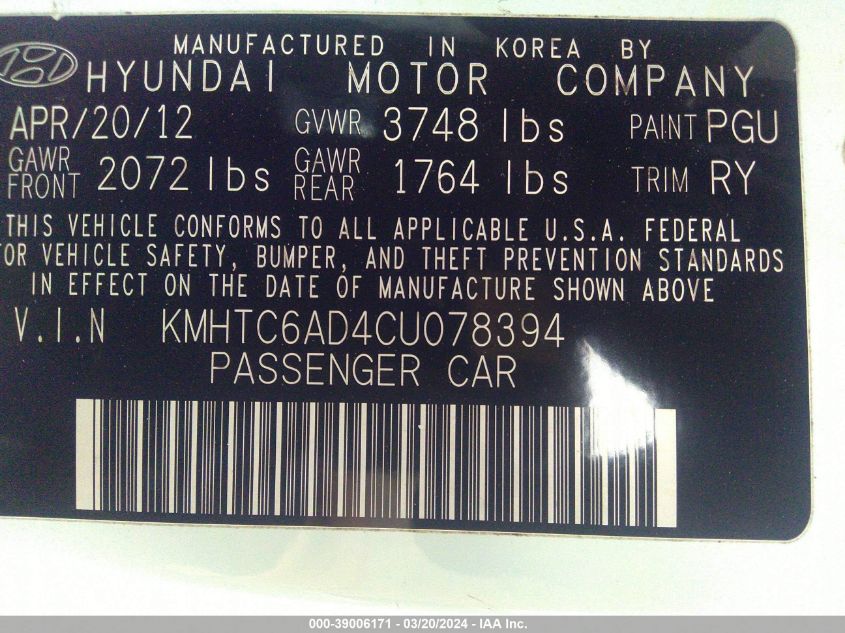 MANUFACTURED IN KOREA BY
HYUNDAI MOTOR COMPANY
APR/20/12 GVWR 3748 lbs PAINT PGU
GAWR FRONT 2072 lbs GAWR REAR 1764 lbs TRIM RY
THIS VEHICLE CONFORMS TO ALL APPLICABLE U.S.A. FEDERAL
OR VEHICLE SAFETY, BUMPER, AND THEFT PREVENTION STANDARDS
IN EFFECT ON THE DATE OF MANUFACTURE SHOWN ABOVE
V.I.N KMHTC6AD4CU078394
PASSENGER CAR
000-39006171 - 03/20/2024 - IAA Inc.